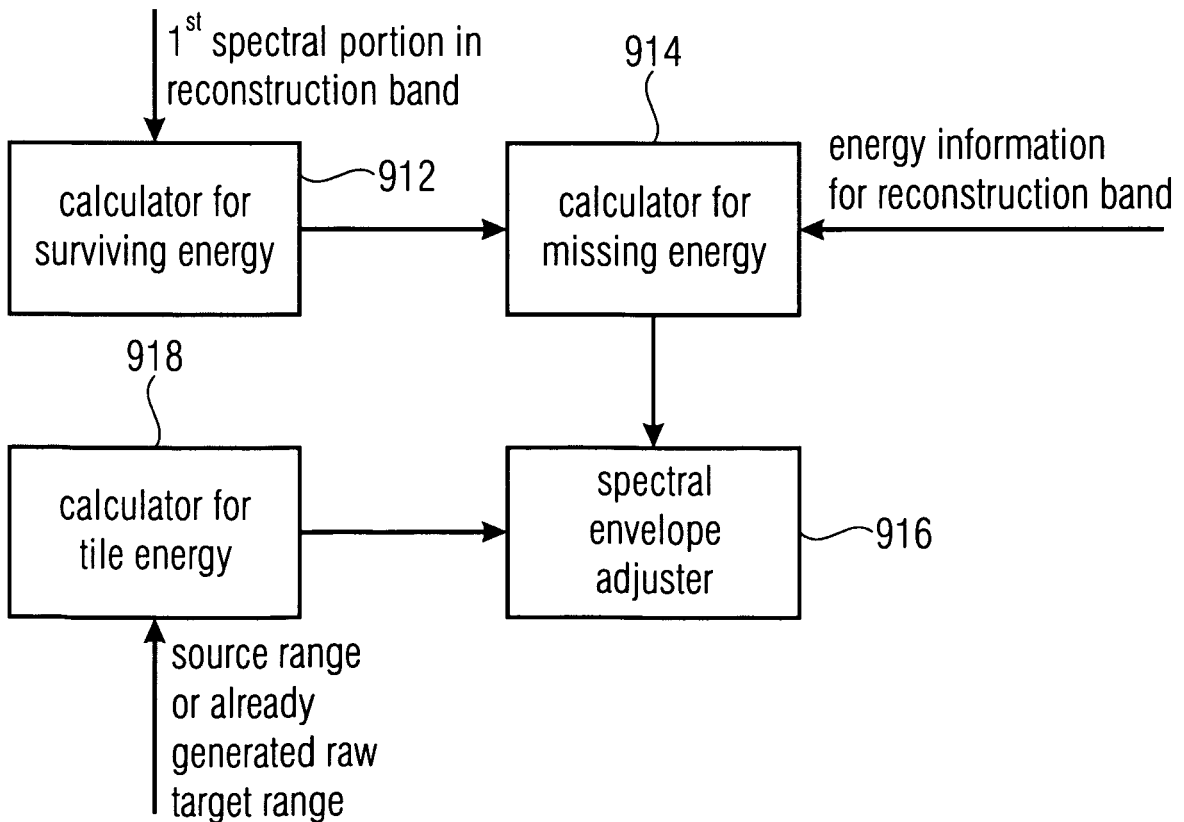 1st spectral portion in
reconstruction band
914
energy information
for reconstruction band
calculator for
surviving energy
912
calculator for
missing energy
918
calculator for
tile energy
spectral
envelope
adjuster
916
source range
or already
generated raw
target range